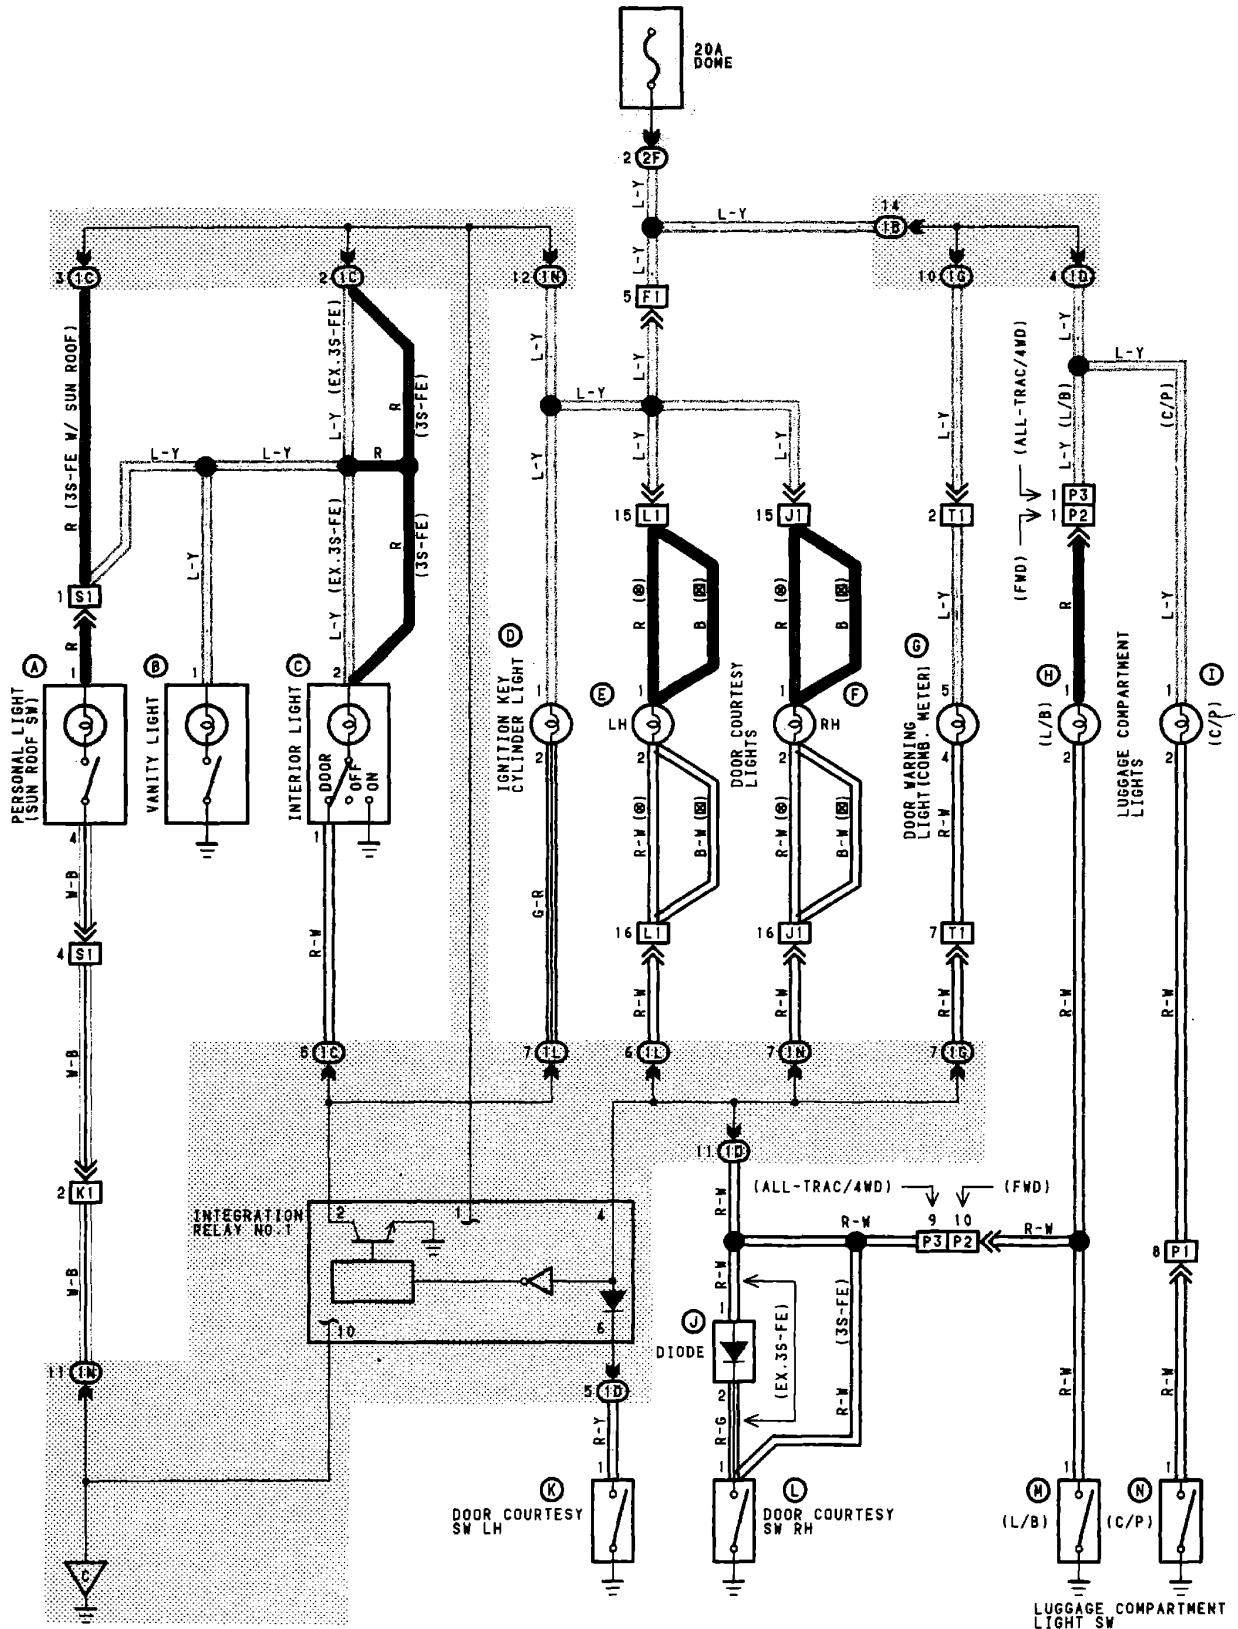 20A
DOME
2 2F
L-Y
L-Y
14
1B
L-Y
3 1C
2 1C
12 1N
5 F1
10 1G
4 1D
R (3S-FE W/ SUN ROOF)
L-Y (EX.3S-FE)
R
(3S-FE)
L-Y
L-Y
L-Y
L-Y
L-Y
(ALL-TRAC/4WD)
L-Y (L/B)
L-Y
(C/P)
L-Y
L-Y
R
L-Y
L-Y
L-Y
1 P3
1 P2
(FWD)
15 L1
15 J1
2 T1
1 S1
R
L-Y
L-Y (EX.3S-FE)
R
(3S-FE)
R
B
R
B
L-Y
R
L-Y
A
B
C
D
E
F
G
H
I
1
1
2
1
1
1
5
1
1
PERSONAL LIGHT
(SUN ROOF SW)
VANITY LIGHT
INTERIOR LIGHT
DOOR
OFF
ON
IGNITION KEY
CYLINDER LIGHT
LH
DOOR COURTESY
LIGHTS
RH
DOOR WARNING
LIGHT(COMB. METER)
(L/B)
LUGGAGE COMPARTMENT
LIGHTS
(C/P)
4
1
2
2
2
4
2
2
W-B
R-W
G-R
R-W
B-W
R-W
B-W
R-W
4 S1
16 L1
16 J1
7 T1
W-B
R-W
R-W
R-W
R-W
R-W
5 1C
7 1L
6 1L
7 1N
7 1G
11 1D
2 K1
W-B
INTEGRATION
RELAY NO.1
2
1
4
10
6
R-W
(ALL-TRAC/4WD)
(FWD)
9 10
R-W
P3 P2
R-W
8 P1
R-W
1
J
DIODE
(EX.3S-FE)
(3S-FE)
R-W
2
R-G
R-W
R-W
11 1N
5 1D
R-Y
1
1
1
1
K
L
M
N
DOOR COURTESY
SW LH
DOOR COURTESY
SW RH
(L/B)
(C/P)
C
LUGGAGE COMPARTMENT
LIGHT SW